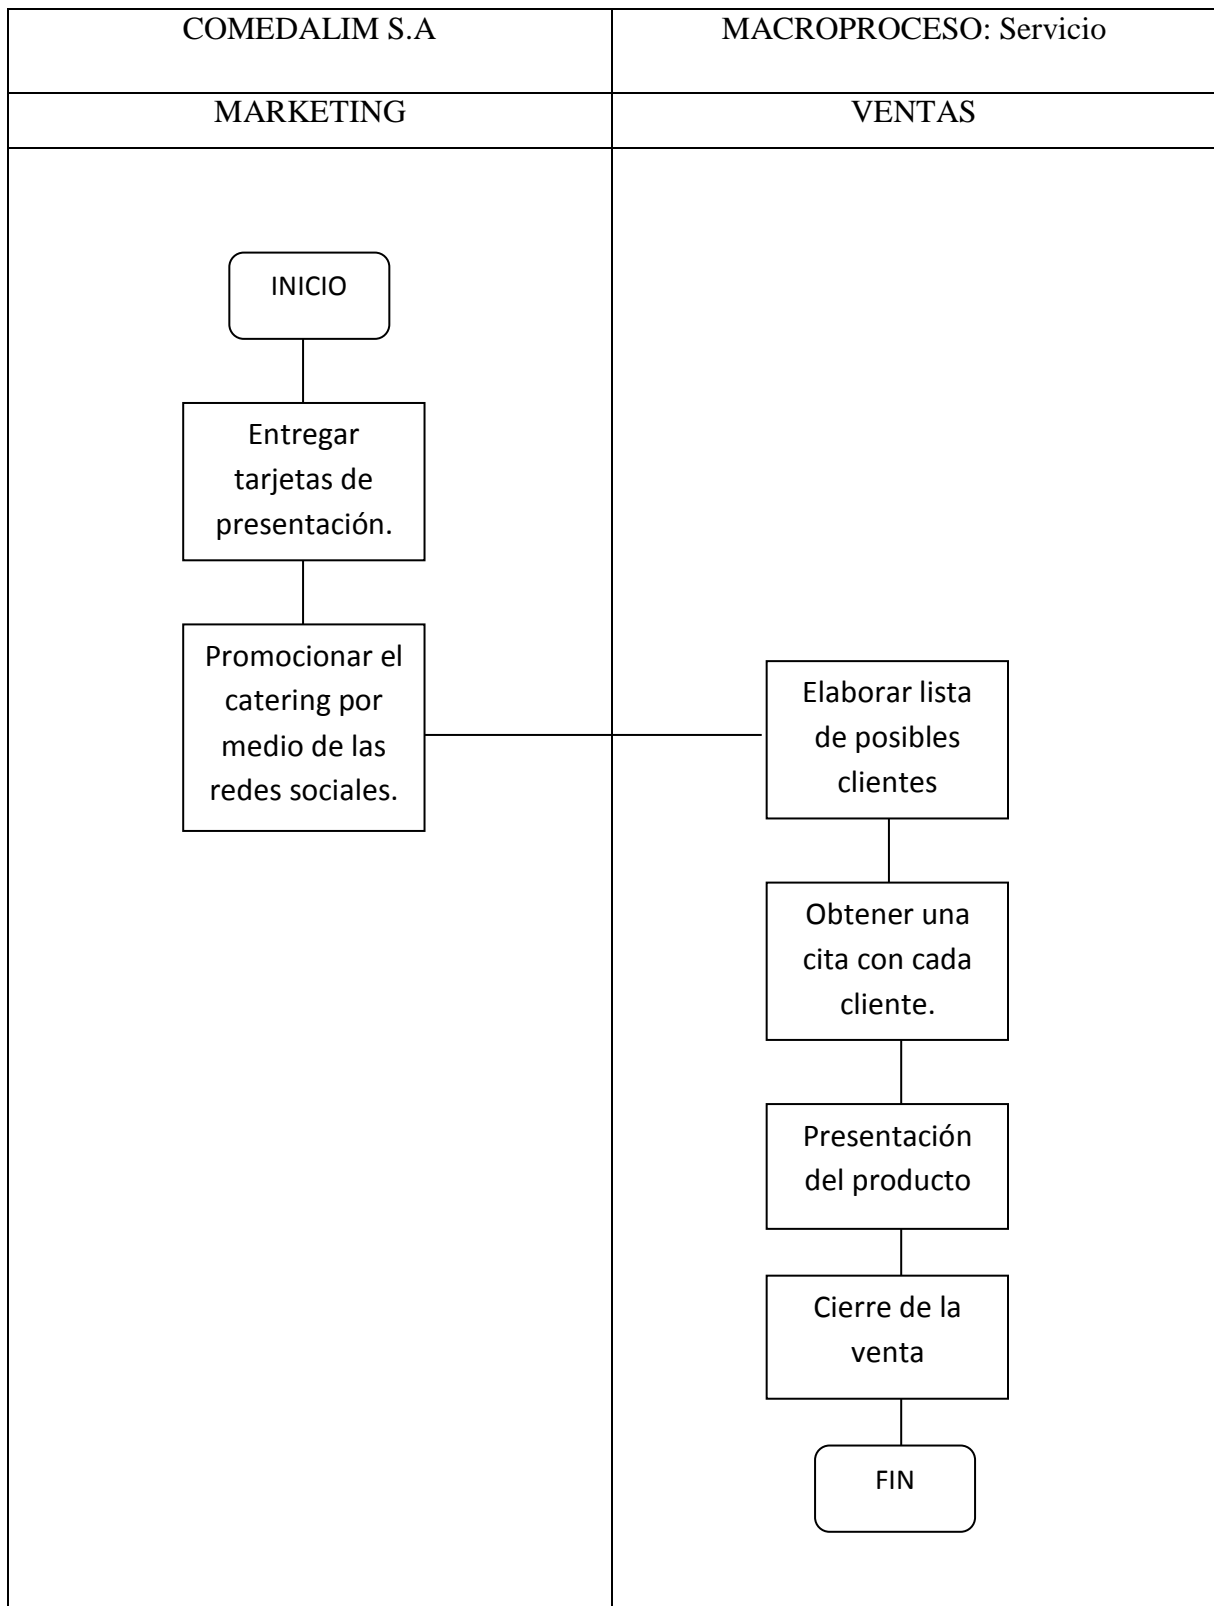 COMEDALIM S.A
MACROPROCESO: Servicio
MARKETING
VENTAS
INICIO
Entregar
tarjetas de
presentación.
Promocionar el
catering por
medio de las
redes sociales.
Elaborar lista
de posibles
clientes
Obtener una
cita con cada
cliente.
Presentación
del producto
Cierre de la
venta
FIN